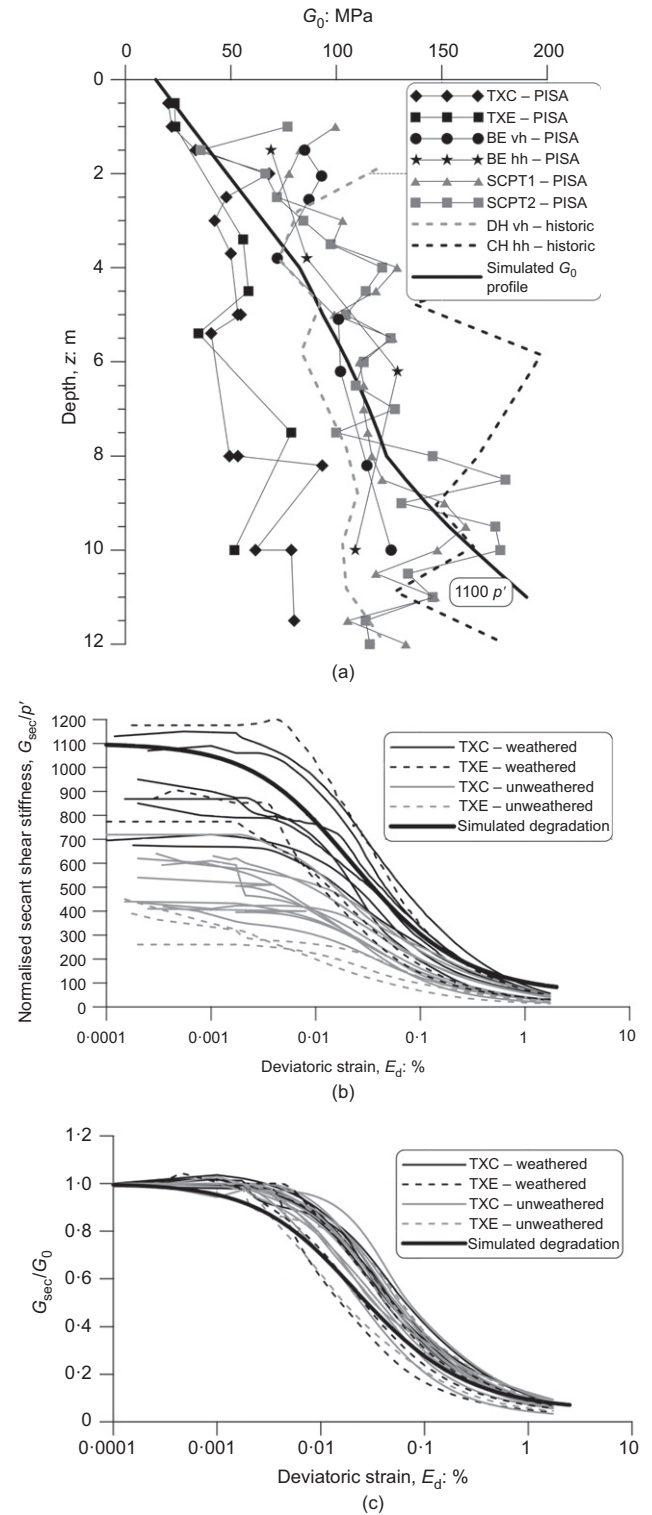 G0: MPa
0 50 100 150 200
0
2
4
6
8
10
12
Depth, z: m
TXC – PISA
TXE – PISA
BE vh – PISA
BE hh – PISA
SCPT1 – PISA
SCPT2 – PISA
DH vh – historic
CH hh – historic
Simulated G0
profile
1100 p′
(a)
Normalised secant shear stiffness, Gsec/p′
1200
1100
1000
900
800
700
600
500
400
300
200
100
0
TXC – weathered
TXE – weathered
TXC – unweathered
TXE – unweathered
Simulated degradation
0·0001 0·001 0·01 0·1 1 10
Deviatoric strain, Ed: %
(b)
Gsec/G0
1·2
1·0
0·8
0·6
0·4
0·2
0
TXC – weathered
TXE – weathered
TXC – unweathered
TXE – unweathered
Simulated degradation
0·0001 0·001 0·01 0·1 1 10
Deviatoric strain, Ed: %
(c)